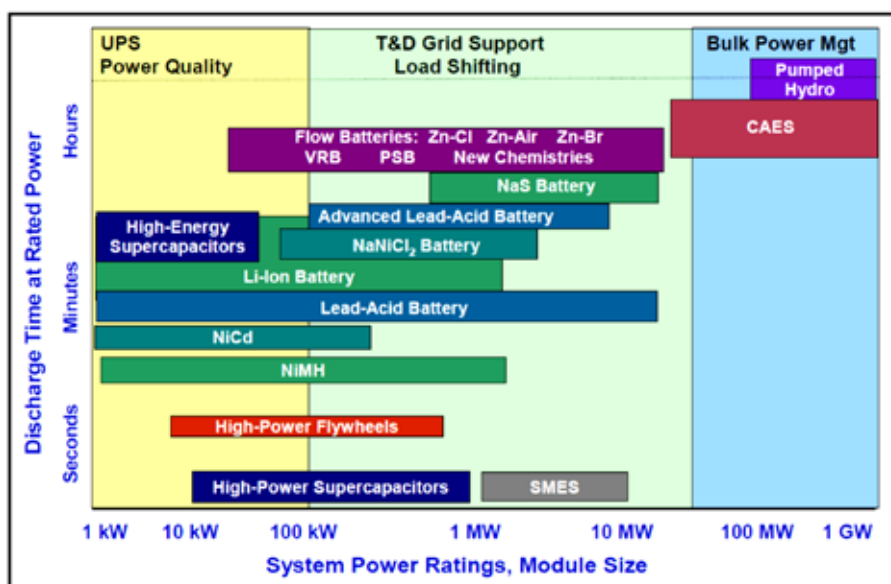 UPS
Power Quality
T&D Grid Support
Load Shifting
Bulk Power Mgt
Pumped
Hydro
CAES
Flow Batteries: Zn-Cl Zn-Air Zn-Br
VRB PSB New Chemistries
NaS Battery
Advanced Lead-Acid Battery
High-Energy
Supercapacitors
NaNiCl₂ Battery
Li-Ion Battery
Lead-Acid Battery
NiCd
NiMH
High-Power Flywheels
High-Power Supercapacitors
SMES
Discharge Time at Rated Power
Hours
Minutes
Seconds
1 kW 10 kW 100 kW 1 MW 10 MW 100 MW 1 GW
System Power Ratings, Module Size